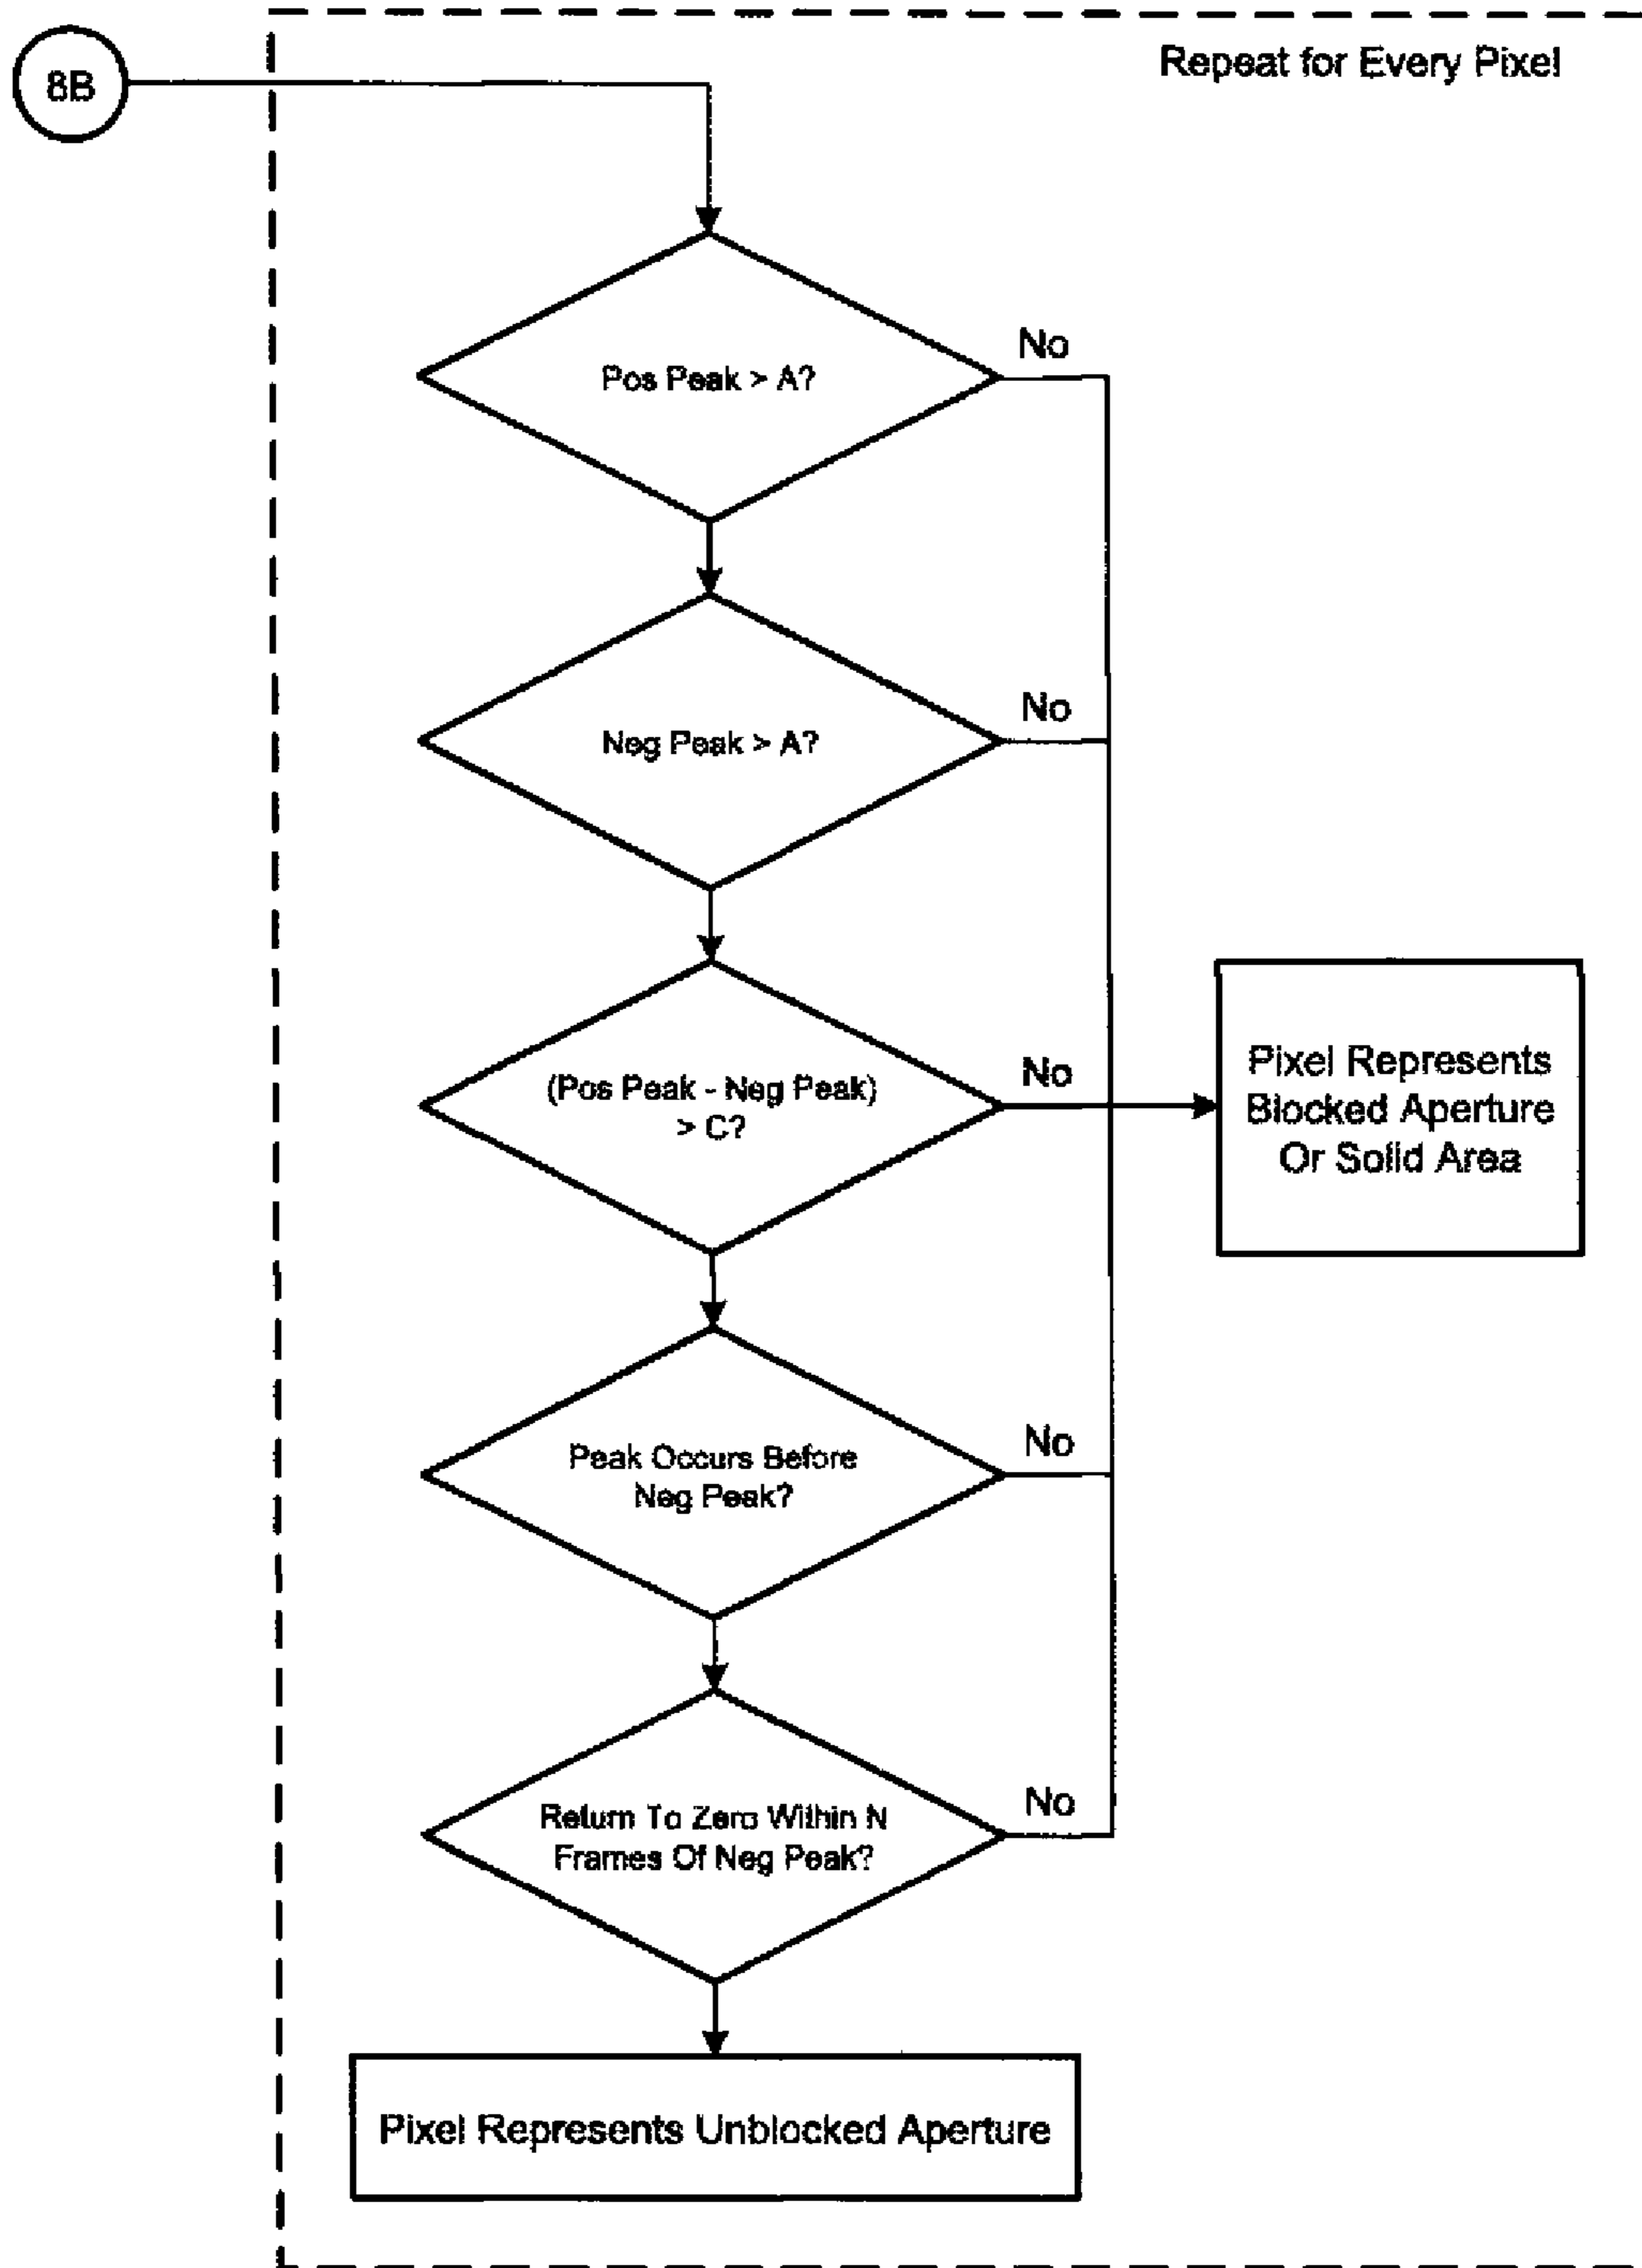 8B
Repeat for Every Pixel
Pos Peak > A?
No
Neg Peak > A?
No
(Pos Peak - Neg Peak)
> C?
No
Pixel Represents
Blocked Aperture
Or Solid Area
Peak Occurs Before
Neg Peak?
No
Return To Zero Within N
Frames Of Neg Peak?
No
Pixel Represents Unblocked Aperture